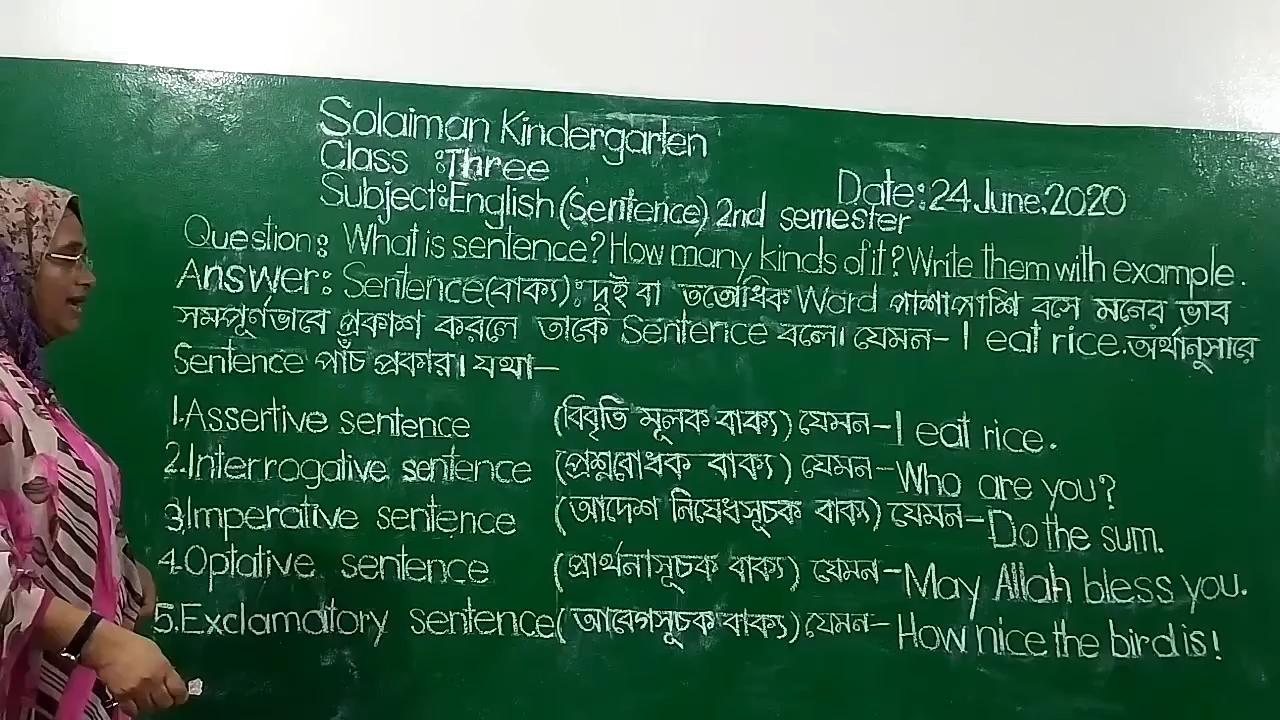 Solaiman Kindergarten
Class :Three
Date:24 June.2020
Subject:English (Sentence) 2nd semester
Question: What is sentence? How many kinds of it? Write them with example.
Answer: Sentence(বাক্য): দুই বা ততোধিক Word পাশাপাশি বসে মনের ভাব
সমপূর্ণভাবে প্রকাশ করলে তাকে Sentence বলে। যেমন- I eat rice. অর্থানুসারে
Sentence পাঁচ প্রকার। যথা—
1.Assertive sentence (বিবৃতি মূলক বাক্য) যেমন-I eat rice.
2.Interrogative sentence (প্রশ্নবোধক বাক্য) যেমন-Who are you?
3.Imperative sentence (আদেশ নিষেধসূচক বাক্য) যেমন-Do the sum.
4.Optative sentence (প্রার্থনাসূচক বাক্য) যেমন-May Allah bless you.
5.Exclamatory sentence (আবেগসূচক বাক্য) যেমন- How nice the bird is!